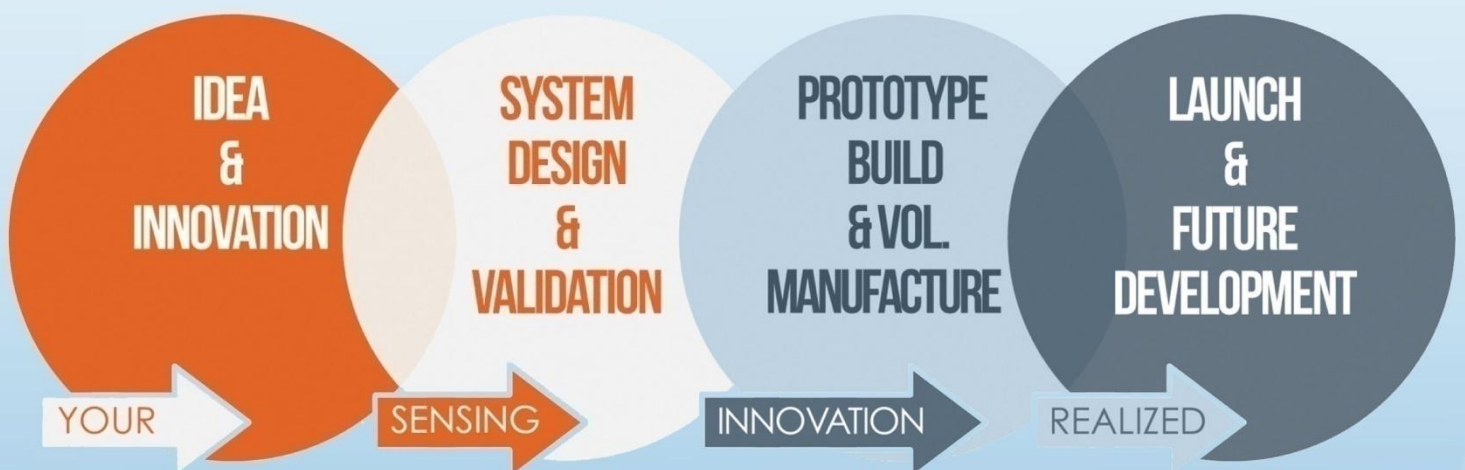 IDEA
&
INNOVATION
SYSTEM
DESIGN
&
VALIDATION
PROTOTYPE
BUILD
& VOL.
MANUFACTURE
LAUNCH
&
FUTURE
DEVELOPMENT
YOUR
SENSING
INNOVATION
REALIZED